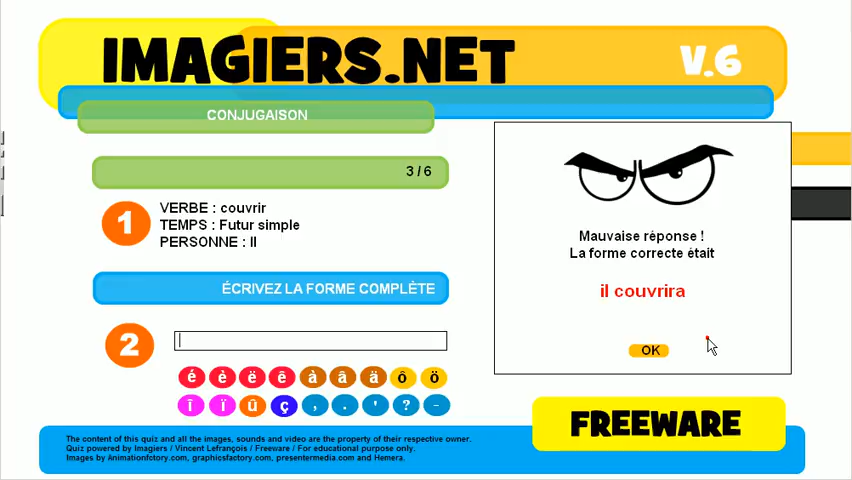 IMAGIERS.NET
V.6
CONJUGAISON
3 / 6
1
VERBE : couvrir
TEMPS : Futur simple
PERSONNE : Il
ÉCRIVEZ LA FORME COMPLÈTE
2
é è ë ê à â ä ô ö
î ï û ç , . ' ? -
Mauvaise réponse !
La forme correcte était
il couvrira
OK
FREEWARE
The content of this quiz and all the images, sounds and video are the property of their respective owner.
Quiz powered by Imagiers / Vincent Lefrançois / Freeware / For educational purpose only.
Images by Animationfctory.com, graphicsfactory.com, presentermedia.com and Hemera.